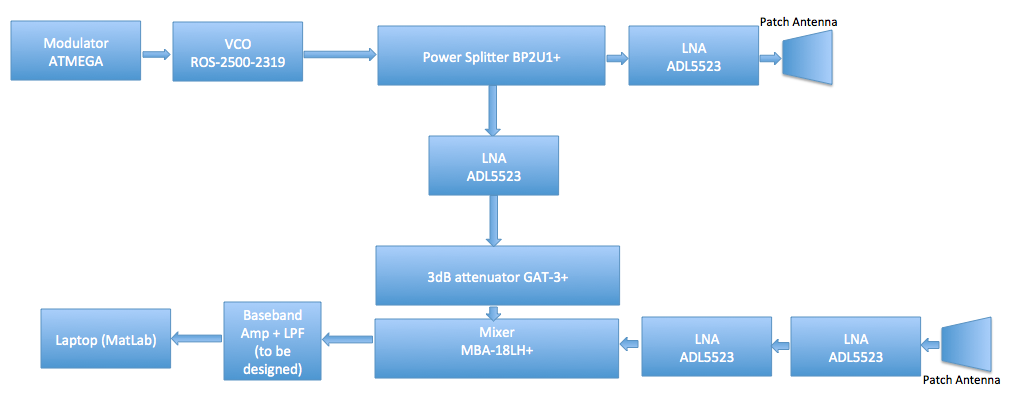 Patch Antenna
Modulator
ATMEGA
VCO
ROS-2500-2319
Power Splitter BP2U1+
LNA
ADL5523
LNA
ADL5523
3dB attenuator GAT-3+
Laptop (MatLab)
Baseband
Amp + LPF
(to be
designed)
Mixer
MBA-18LH+
LNA
ADL5523
LNA
ADL5523
Patch Antenna